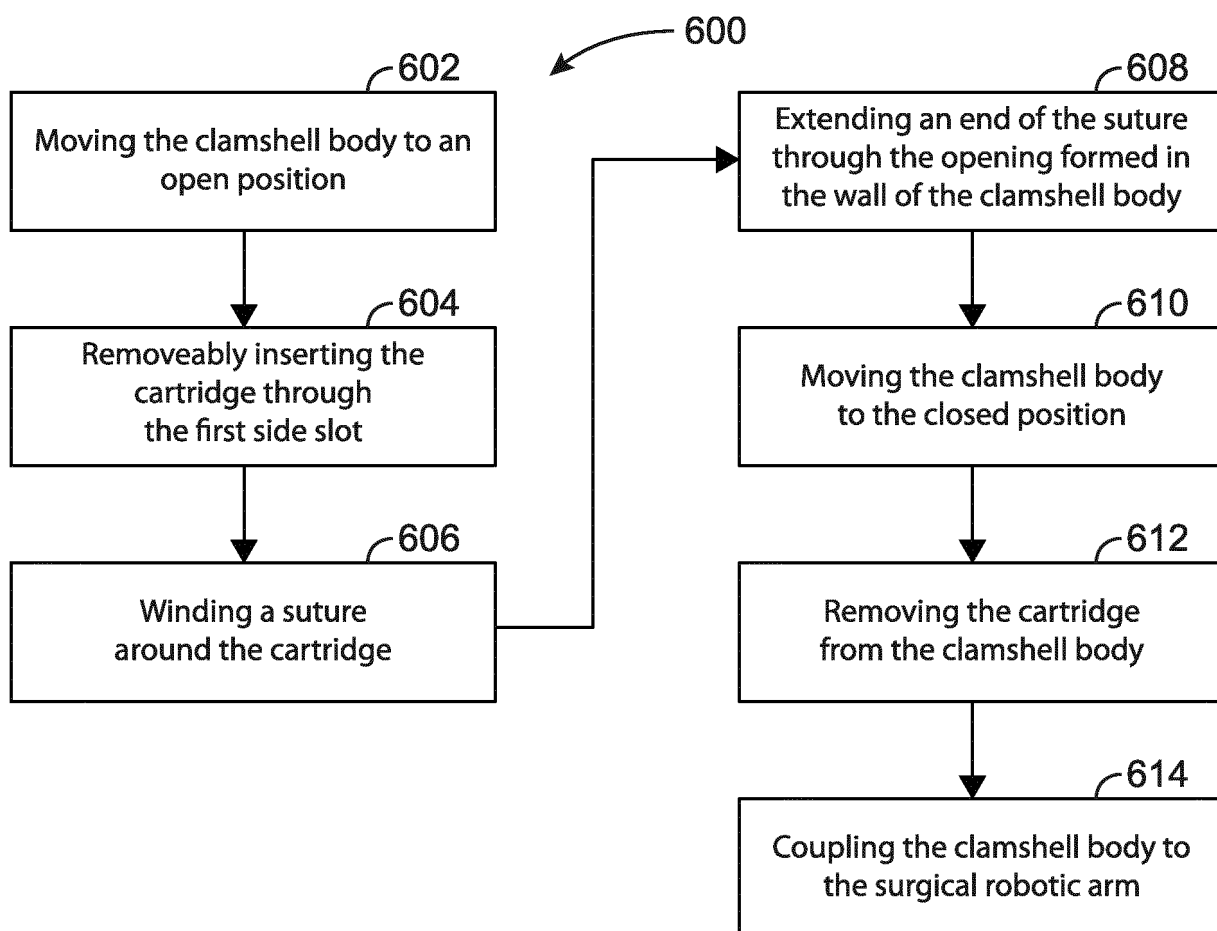 600
602
Moving the clamshell body to an
open position
604
Removeably inserting the
cartridge through
the first side slot
606
Winding a suture
around the cartridge
608
Extending an end of the suture
through the opening formed in
the wall of the clamshell body
610
Moving the clamshell body
to the closed position
612
Removing the cartridge
from the clamshell body
614
Coupling the clamshell body to
the surgical robotic arm